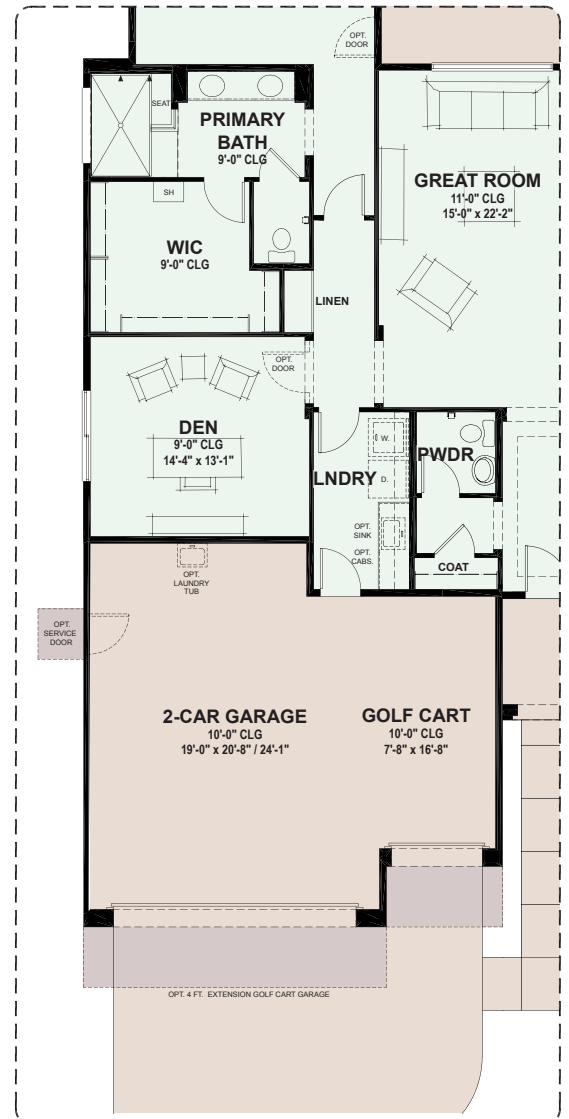 OPT.
DOOR
SEAT
PRIMARY
BATH
9'-0" CLG
GREAT ROOM
11'-0" CLG
15'-0" x 22'-2"
SH
WIC
9'-0" CLG
LINEN
OPT.
DOOR
DEN
9'-0" CLG
14'-4" x 13'-1"
W.
PWDR
LNDRY
D.
OPT.
SINK
OPT.
CABS.
COAT
OPT.
LAUNDRY
TUB
OPT.
SERVICE
DOOR
2-CAR GARAGE
10'-0" CLG
19'-0" x 20'-8" / 24'-1"
GOLF CART
10'-0" CLG
7'-8" x 16'-8"
OPT. 4 FT. EXTENSION GOLF CART GARAGE